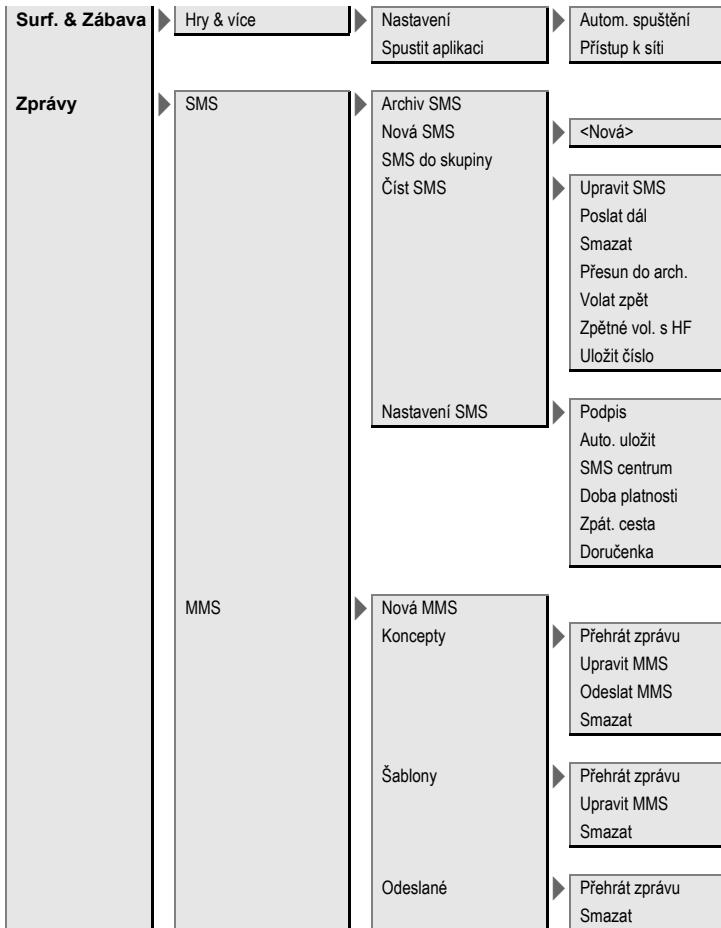 Surf. & Zábava Hry & více Nastavení Autom. spuštění
Spustit aplikaci Přístup k síti
Zprávy SMS Archiv SMS
Nová SMS <Nová>
SMS do skupiny
Číst SMS Upravit SMS
Poslat dál
Smazat
Přesun do arch.
Volat zpět
Zpětné vol. s HF
Uložit číslo
Nastavení SMS Podpis
Auto. uložit
SMS centrum
Doba platnosti
Zpát. cesta
Doručenka
MMS Nová MMS
Koncepty Přehrát zprávu
Upravit MMS
Odeslat MMS
Smazat
Šablony Přehrát zprávu
Upravit MMS
Smazat
Odeslané Přehrát zprávu
Smazat